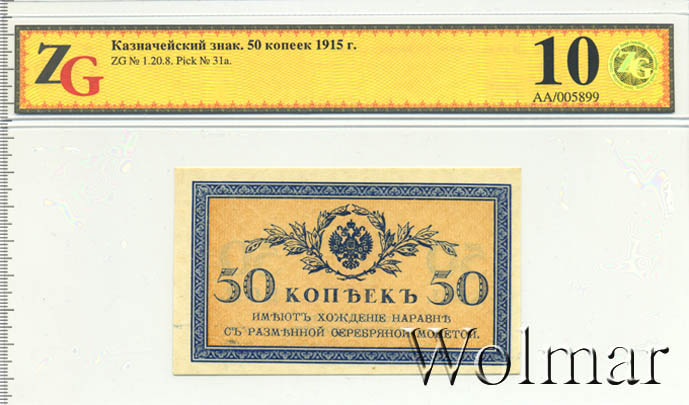 ZG
Казначейский знак. 50 копеек 1915 г.
ZG № 1.20.8. Pick № 31a.
10
ZG
AA/005899
50 КОПѢЕКЪ 50
ИМѢЮТЪ ХОЖДЕНІЕ НАРАВНѢ
СЪ РАЗМѢННОЙ СЕРЕБРЯНОЙ МОНЕТОЙ.
Wolmar